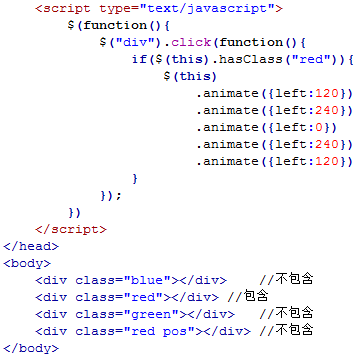 <script type="text/javascript">
$(function(){
$("div").click(function(){
if($(this).hasClass("red")){
$(this)
.animate({left:120})
.animate({left:240})
.animate({left:0})
.animate({left:240})
.animate({left:120})
}
});
})
</script>
</head>
<body>
<div class="blue"></div> //不包含
<div class="red"></div> //包含
<div class="green"></div> //不包含
<div class="red pos"></div> //不包含
</body>